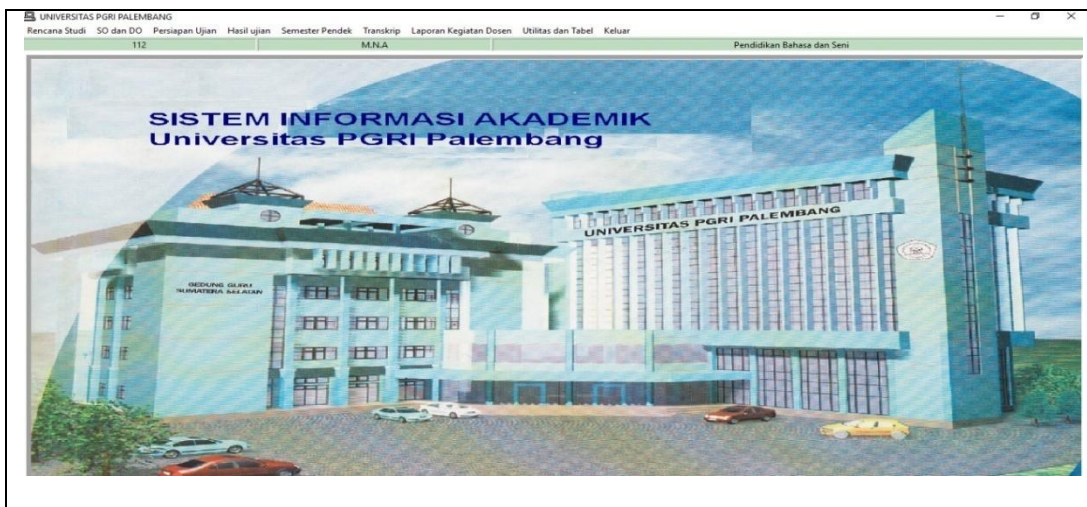 UNIVERSITAS PGRI PALEMBANG
Rencana Studi SO dan DO Persiapan Ujian Hasil ujian Semester Pendek Transkrip Laporan Kegiatan Dosen Utilitas dan Tabel Keluar
112 M.N.A Pendidikan Bahasa dan Seni
SISTEM INFORMASI AKADEMIK
Universitas PGRI Palembang
UNIVERSITAS PGRI PALEMBANG
GEDUNG GURU
SUMATERA SELATAN